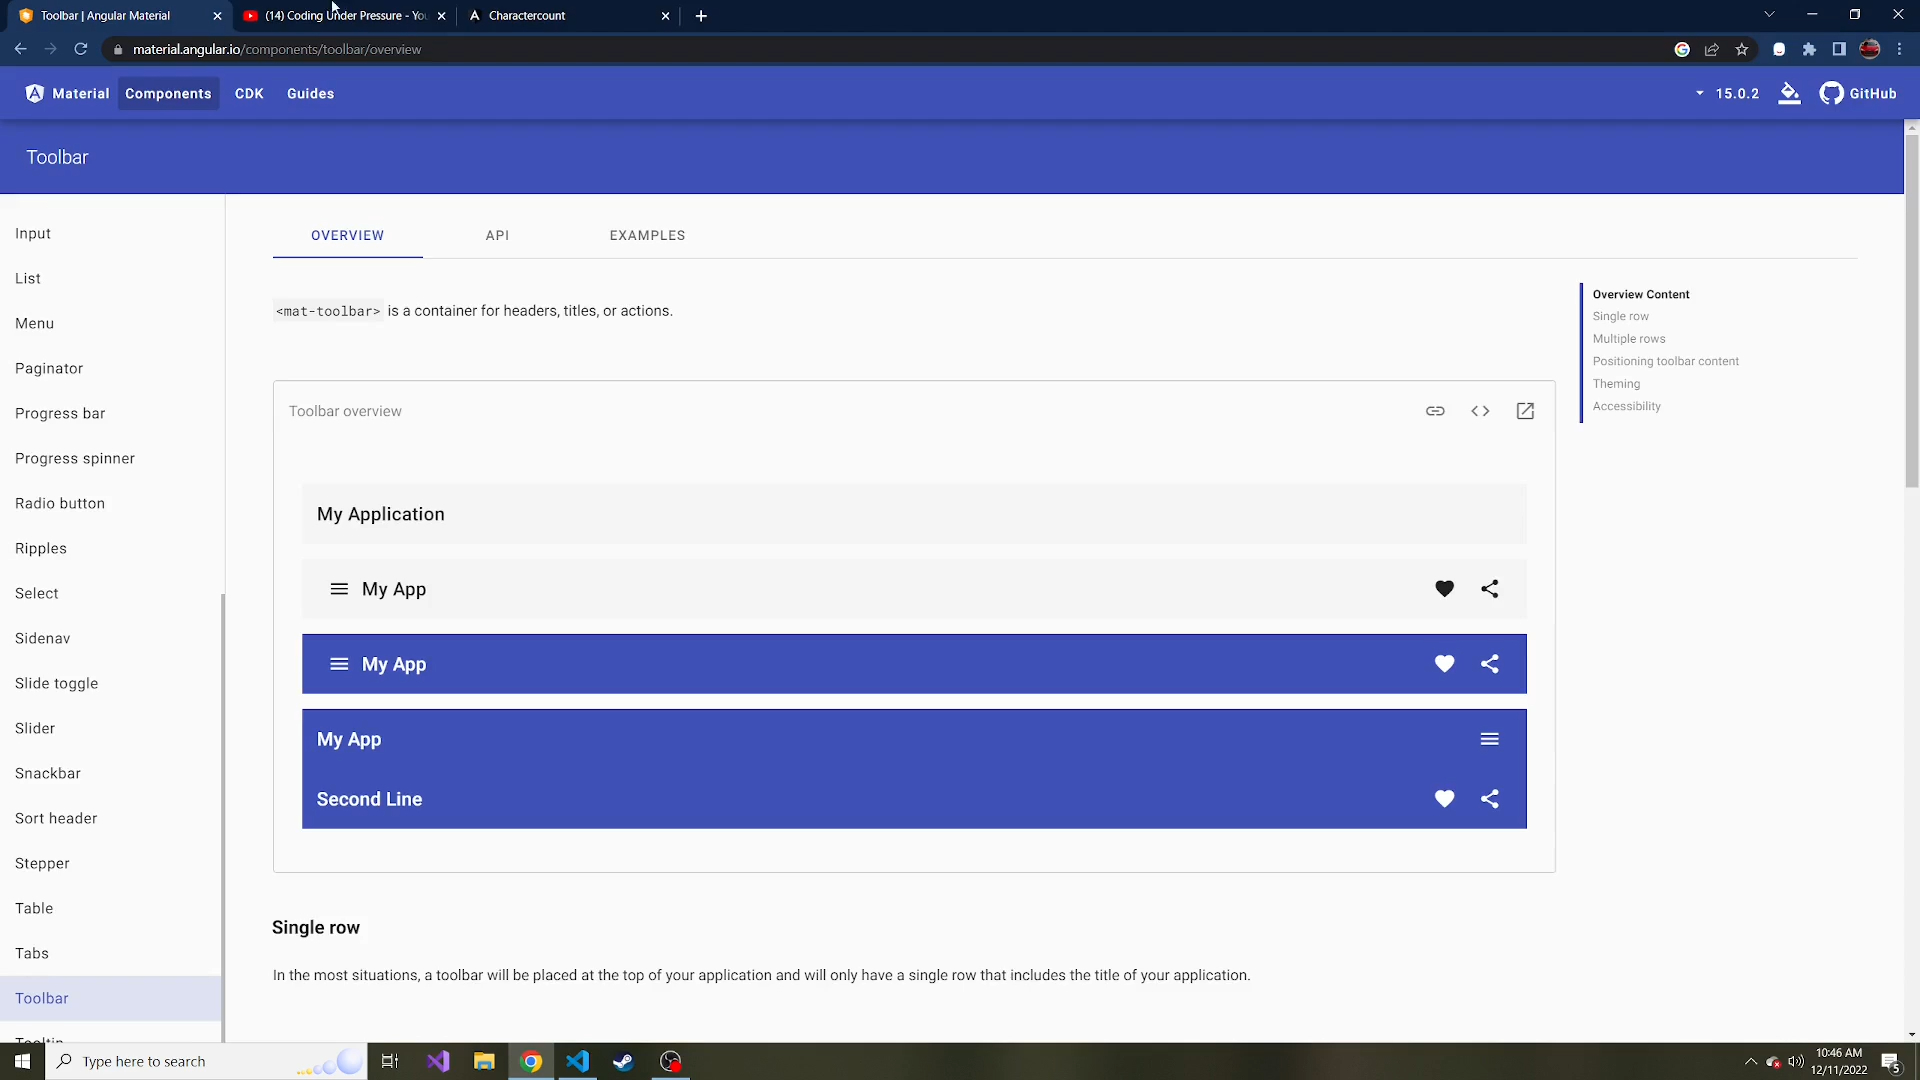 Toolbar | Angular Material
(14) Coding Under Pressure - You
Charactercount
material.angular.io/components/toolbar/overview
Material
Components
CDK
Guides
15.0.2
GitHub
Toolbar
Input
List
Menu
Paginator
Progress bar
Progress spinner
Radio button
Ripples
Select
Sidenav
Slide toggle
Slider
Snackbar
Sort header
Stepper
Table
Tabs
Toolbar
Tooltip
OVERVIEW
API
EXAMPLES
<mat-toolbar> is a container for headers, titles, or actions.
Toolbar overview
My Application
My App
My App
My App
Second Line
Single row
In the most situations, a toolbar will be placed at the top of your application and will only have a single row that includes the title of your application.
Overview Content
Single row
Multiple rows
Positioning toolbar content
Theming
Accessibility
Type here to search
10:46 AM
12/11/2022
5